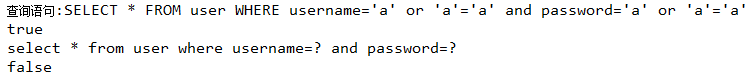 查询语句:SELECT * FROM user WHERE username='a' or 'a'='a' and password='a' or 'a'='a'
true
select * from user where username=? and password=?
false